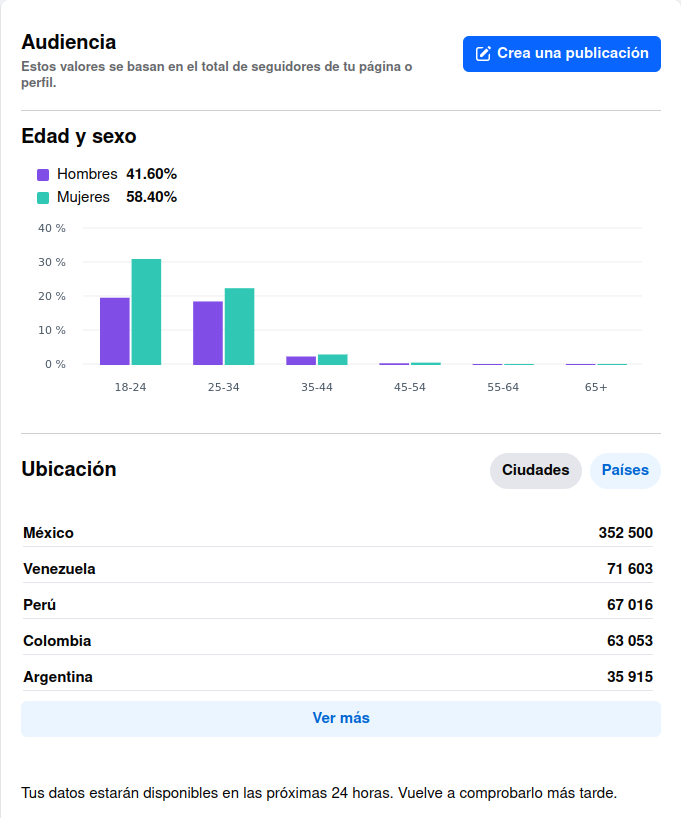 Audiencia
Estos valores se basan en el total de seguidores de tu página o
perfil.
Crea una publicación
Edad y sexo
Hombres 41.60%
Mujeres 58.40%
40 %
30 %
20 %
10 %
0 %
18-24 25-34 35-44 45-54 55-64 65+
Ubicación
Ciudades Países
México 352 500
Venezuela 71 603
Perú 67 016
Colombia 63 053
Argentina 35 915
Ver más
Tus datos estarán disponibles en las próximas 24 horas. Vuelve a comprobarlo más tarde.